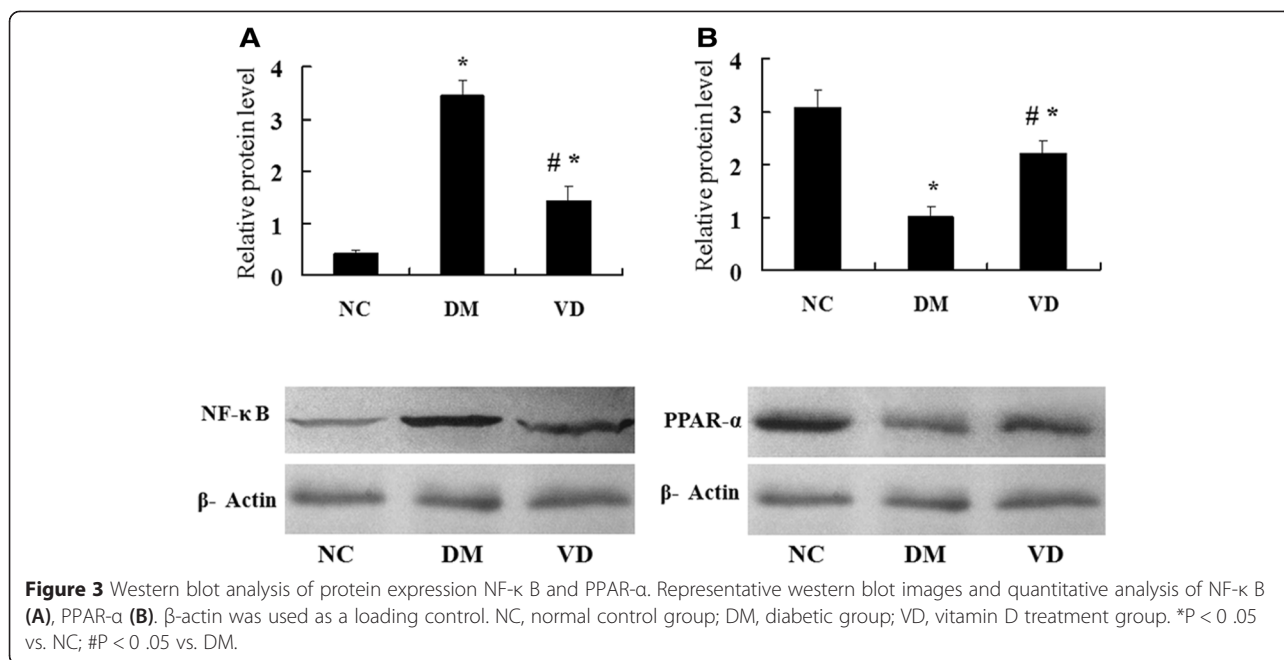 A
Relative protein level
4
3
2
1
0
*
# *
NC DM VD
B
Relative protein level
4
3
2
1
0
*
# *
NC DM VD
NF-κ B
β- Actin
NC DM VD
PPAR-α
β- Actin
NC DM VD
Figure 3 Western blot analysis of protein expression NF-κ B and PPAR-α. Representative western blot images and quantitative analysis of NF-κ B
(A), PPAR-α (B). β-actin was used as a loading control. NC, normal control group; DM, diabetic group; VD, vitamin D treatment group. *P < 0 .05
vs. NC; #P < 0 .05 vs. DM.